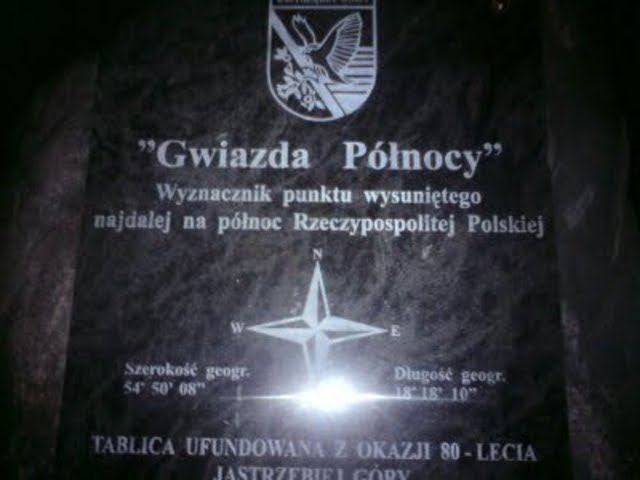 "Gwiazda Północy"
Wyznacznik punktu wysuniętego
najdalej na północ Rzeczypospolitej Polskiej
N
W E
Szerokość geogr. Długość geogr.
54° 50' 08" 18° 18' 10"
TABLICA UFUNDOWANA Z OKAZJI 80-LECIA
JASTRZĘBIEJ GÓRY